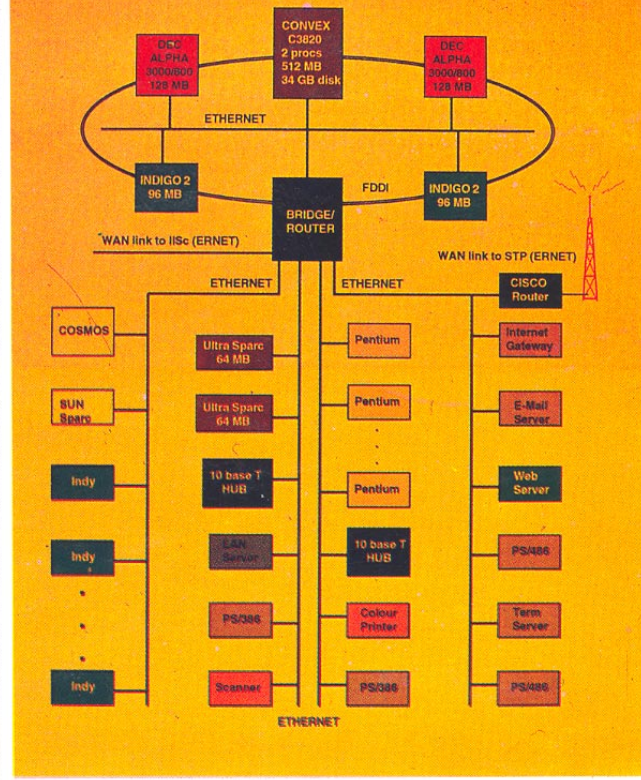 CONVEX
C3820
2 procs
512 MB
34 GB disk
DEC
ALPHA
3000/800
128 MB
DEC
ALPHA
3000/800
128 MB
ETHERNET
INDIGO 2
96 MB
FDDI
INDIGO 2
96 MB
BRIDGE/
ROUTER
WAN link to IISc (ERNET)
WAN link to STP (ERNET)
ETHERNET
ETHERNET
CISCO
Router
COSMOS
Ultra Sparc
64 MB
Pentium
Internet
Gateway
SUN
Sparc
Ultra Sparc
64 MB
Pentium
E-Mail
Server
Indy
10 base T
HUB
Pentium
Web
Server
Indy
LAN
Server
10 base T
HUB
PS/486
PS/386
Colour
Printer
Term
Server
Indy
Scanner
PS/386
PS/486
ETHERNET